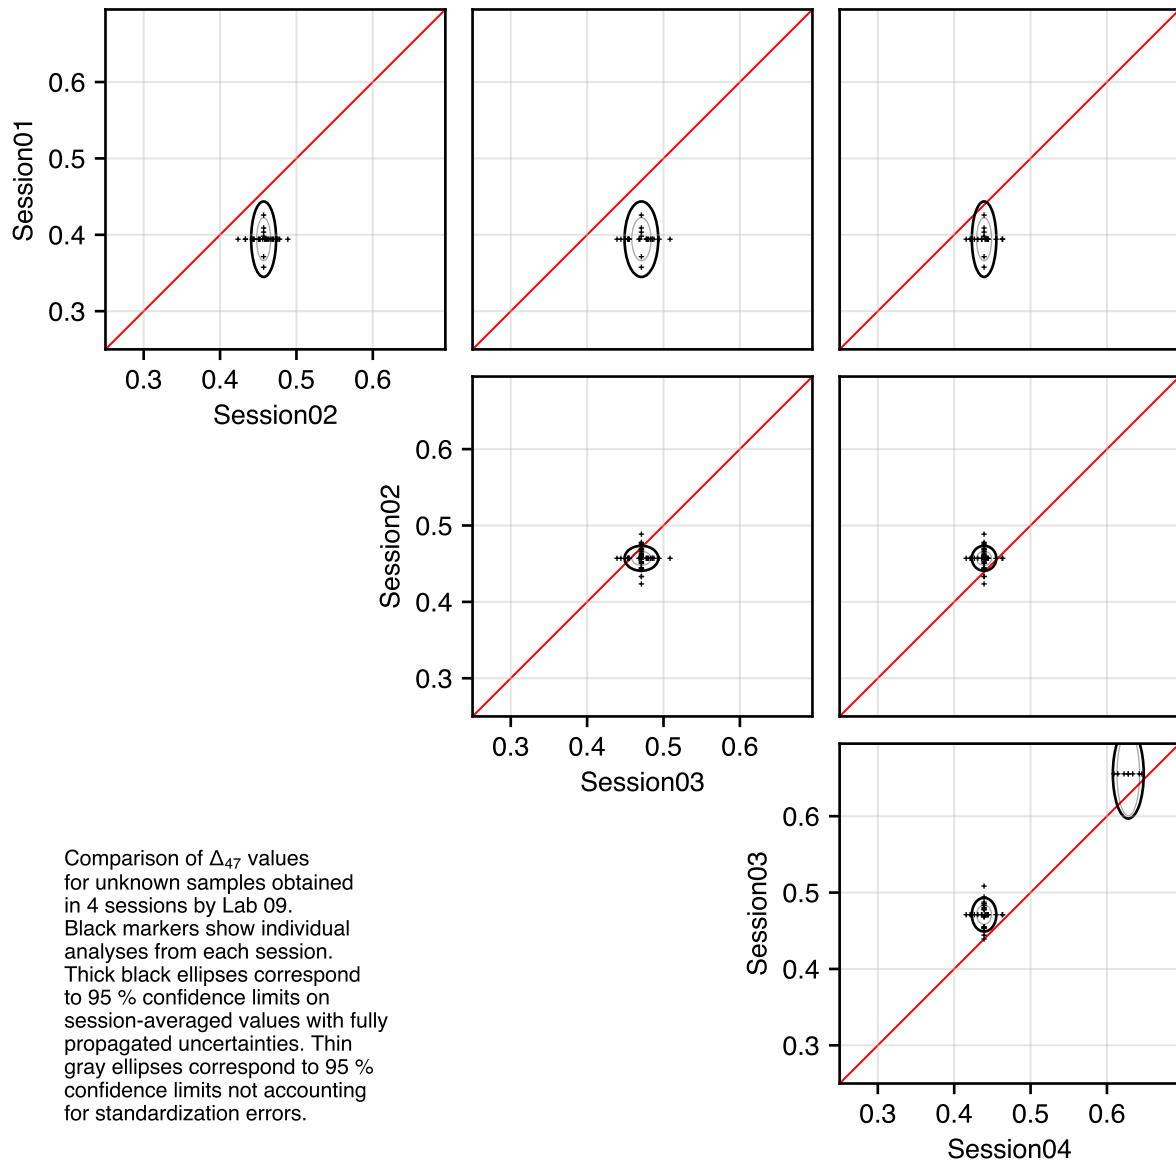 0.6
0.5
0.4
0.3
Session01
0.3 0.4 0.5 0.6
Session02
0.6
0.5
0.4
0.3
Session02
0.3 0.4 0.5 0.6
Session03
0.6
0.5
0.4
0.3
Session03
0.3 0.4 0.5 0.6
Session04
Comparison of Δ₄₇ values
for unknown samples obtained
in 4 sessions by Lab 09.
Black markers show individual
analyses from each session.
Thick black ellipses correspond
to 95 % confidence limits on
session-averaged values with fully
propagated uncertainties. Thin
gray ellipses correspond to 95 %
confidence limits not accounting
for standardization errors.